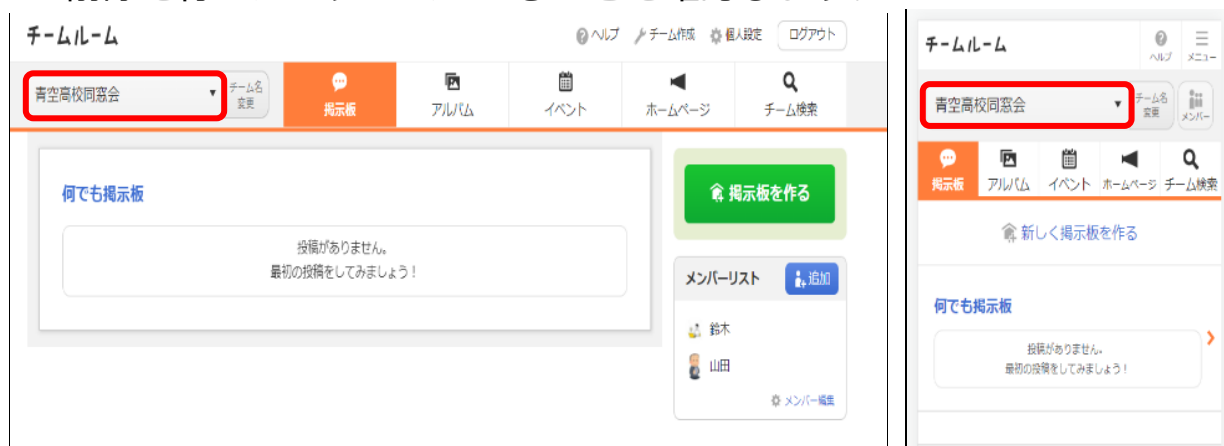 チームルーム
ヘルプ チーム作成 個人設定 ログアウト
青空高校同窓会 ▼ チーム名
変更
掲示板 アルバム イベント ホームページ チーム検索
何でも掲示板
投稿がありません。
最初の投稿をしてみましょう！
掲示板を作る
メンバーリスト 追加
鈴木
山田
メンバー編集
チームルーム
ヘルプ メニュー
青空高校同窓会 ▼ チーム名
変更 メンバー
掲示板 アルバム イベント ホームページ チーム検索
新しく掲示板を作る
何でも掲示板
投稿がありません。
最初の投稿をしてみましょう！